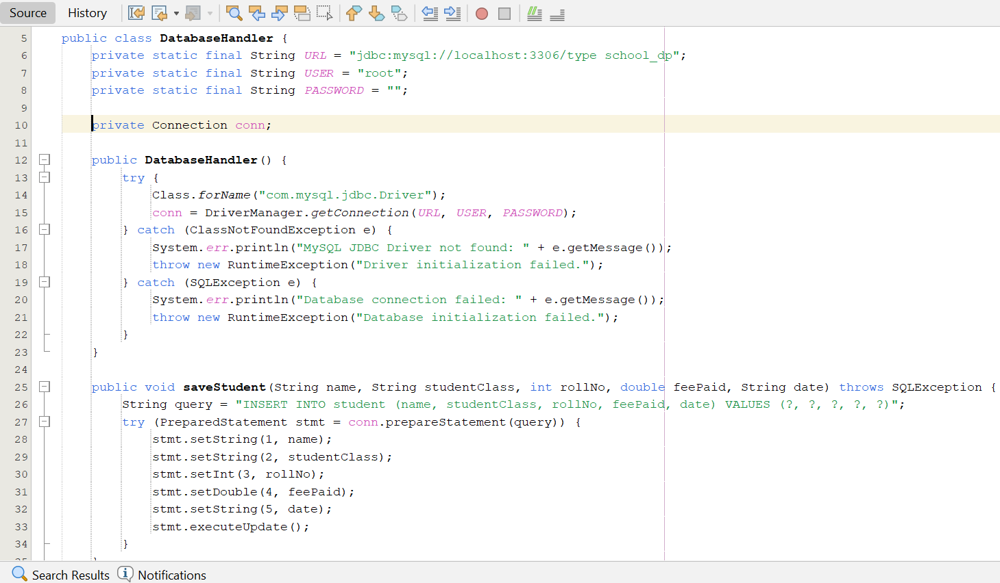 Source History
5 public class DatabaseHandler {
6 private static final String URL = "jdbc:mysql://localhost:3306/type school_dp";
7 private static final String USER = "root";
8 private static final String PASSWORD = "";
9
10 private Connection conn;
11
12 public DatabaseHandler() {
13 try {
14 Class.forName("com.mysql.jdbc.Driver");
15 conn = DriverManager.getConnection(URL, USER, PASSWORD);
16 } catch (ClassNotFoundException e) {
17 System.err.println("MySQL JDBC Driver not found: " + e.getMessage());
18 throw new RuntimeException("Driver initialization failed.");
19 } catch (SQLException e) {
20 System.err.println("Database connection failed: " + e.getMessage());
21 throw new RuntimeException("Database initialization failed.");
22 }
23 }
24
25 public void saveStudent(String name, String studentClass, int rollNo, double feePaid, String date) throws SQLException {
26 String query = "INSERT INTO student (name, studentClass, rollNo, feePaid, date) VALUES (?, ?, ?, ?, ?)";
27 try (PreparedStatement stmt = conn.prepareStatement(query)) {
28 stmt.setString(1, name);
29 stmt.setString(2, studentClass);
30 stmt.setInt(3, rollNo);
31 stmt.setDouble(4, feePaid);
32 stmt.setString(5, date);
33 stmt.executeUpdate();
34 }
Search Results Notifications